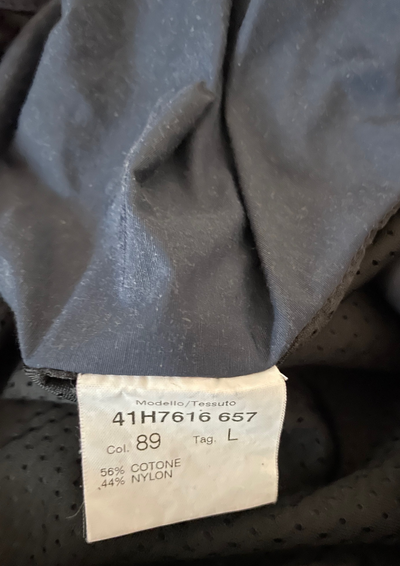 Modello/Tessuto
41H7616 657
Col. 89 Tag. L
56% COTONE
44% NYLON